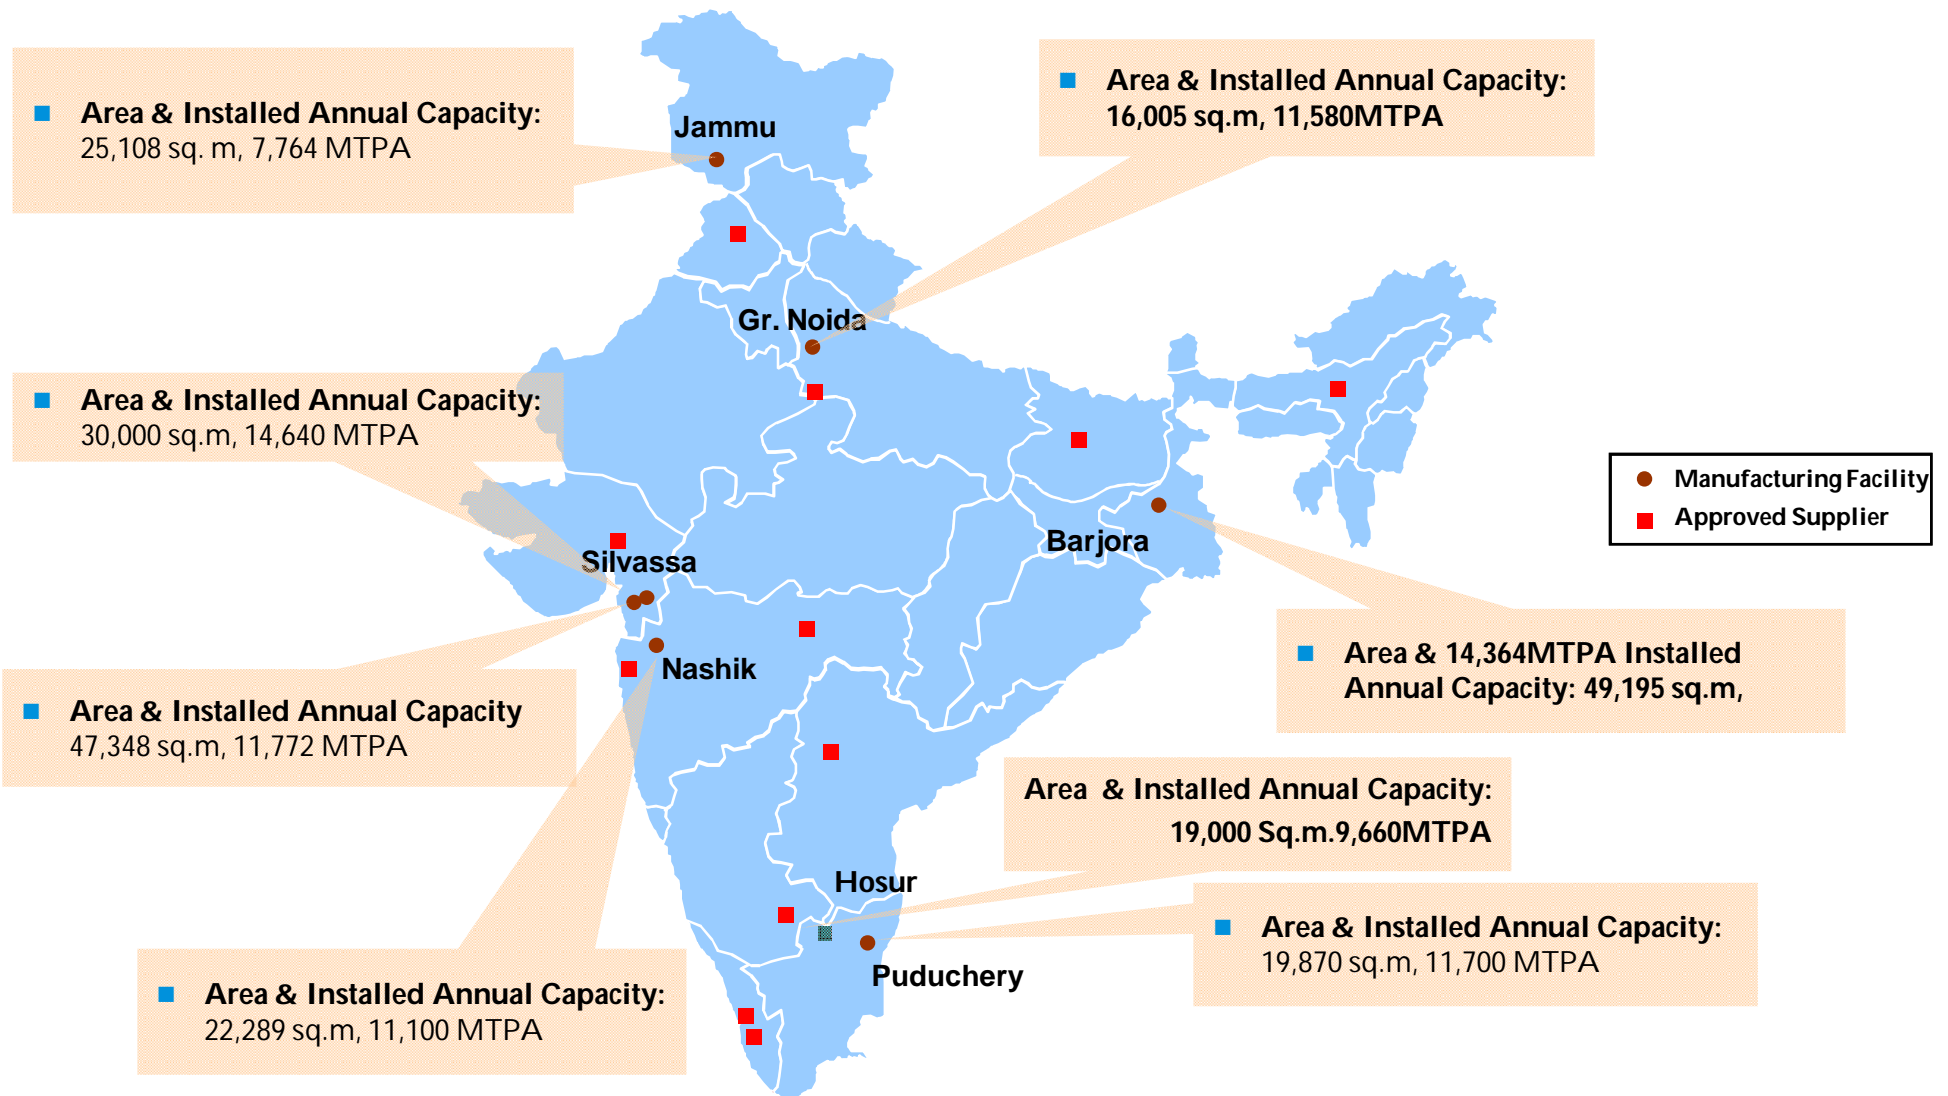 Area & Installed Annual Capacity:
25,108 sq. m, 7,764 MTPA
Jammu
Area & Installed Annual Capacity:
16,005 sq.m, 11,580MTPA
Gr. Noida
Area & Installed Annual Capacity:
30,000 sq.m, 14,640 MTPA
Manufacturing Facility
Approved Supplier
Barjora
Silvassa
Nashik
Area & 14,364MTPA Installed
Annual Capacity: 49,195 sq.m,
Area & Installed Annual Capacity
47,348 sq.m, 11,772 MTPA
Area & Installed Annual Capacity:
19,000 Sq.m.9,660MTPA
Hosur
Area & Installed Annual Capacity:
19,870 sq.m, 11,700 MTPA
Puduchery
Area & Installed Annual Capacity:
22,289 sq.m, 11,100 MTPA